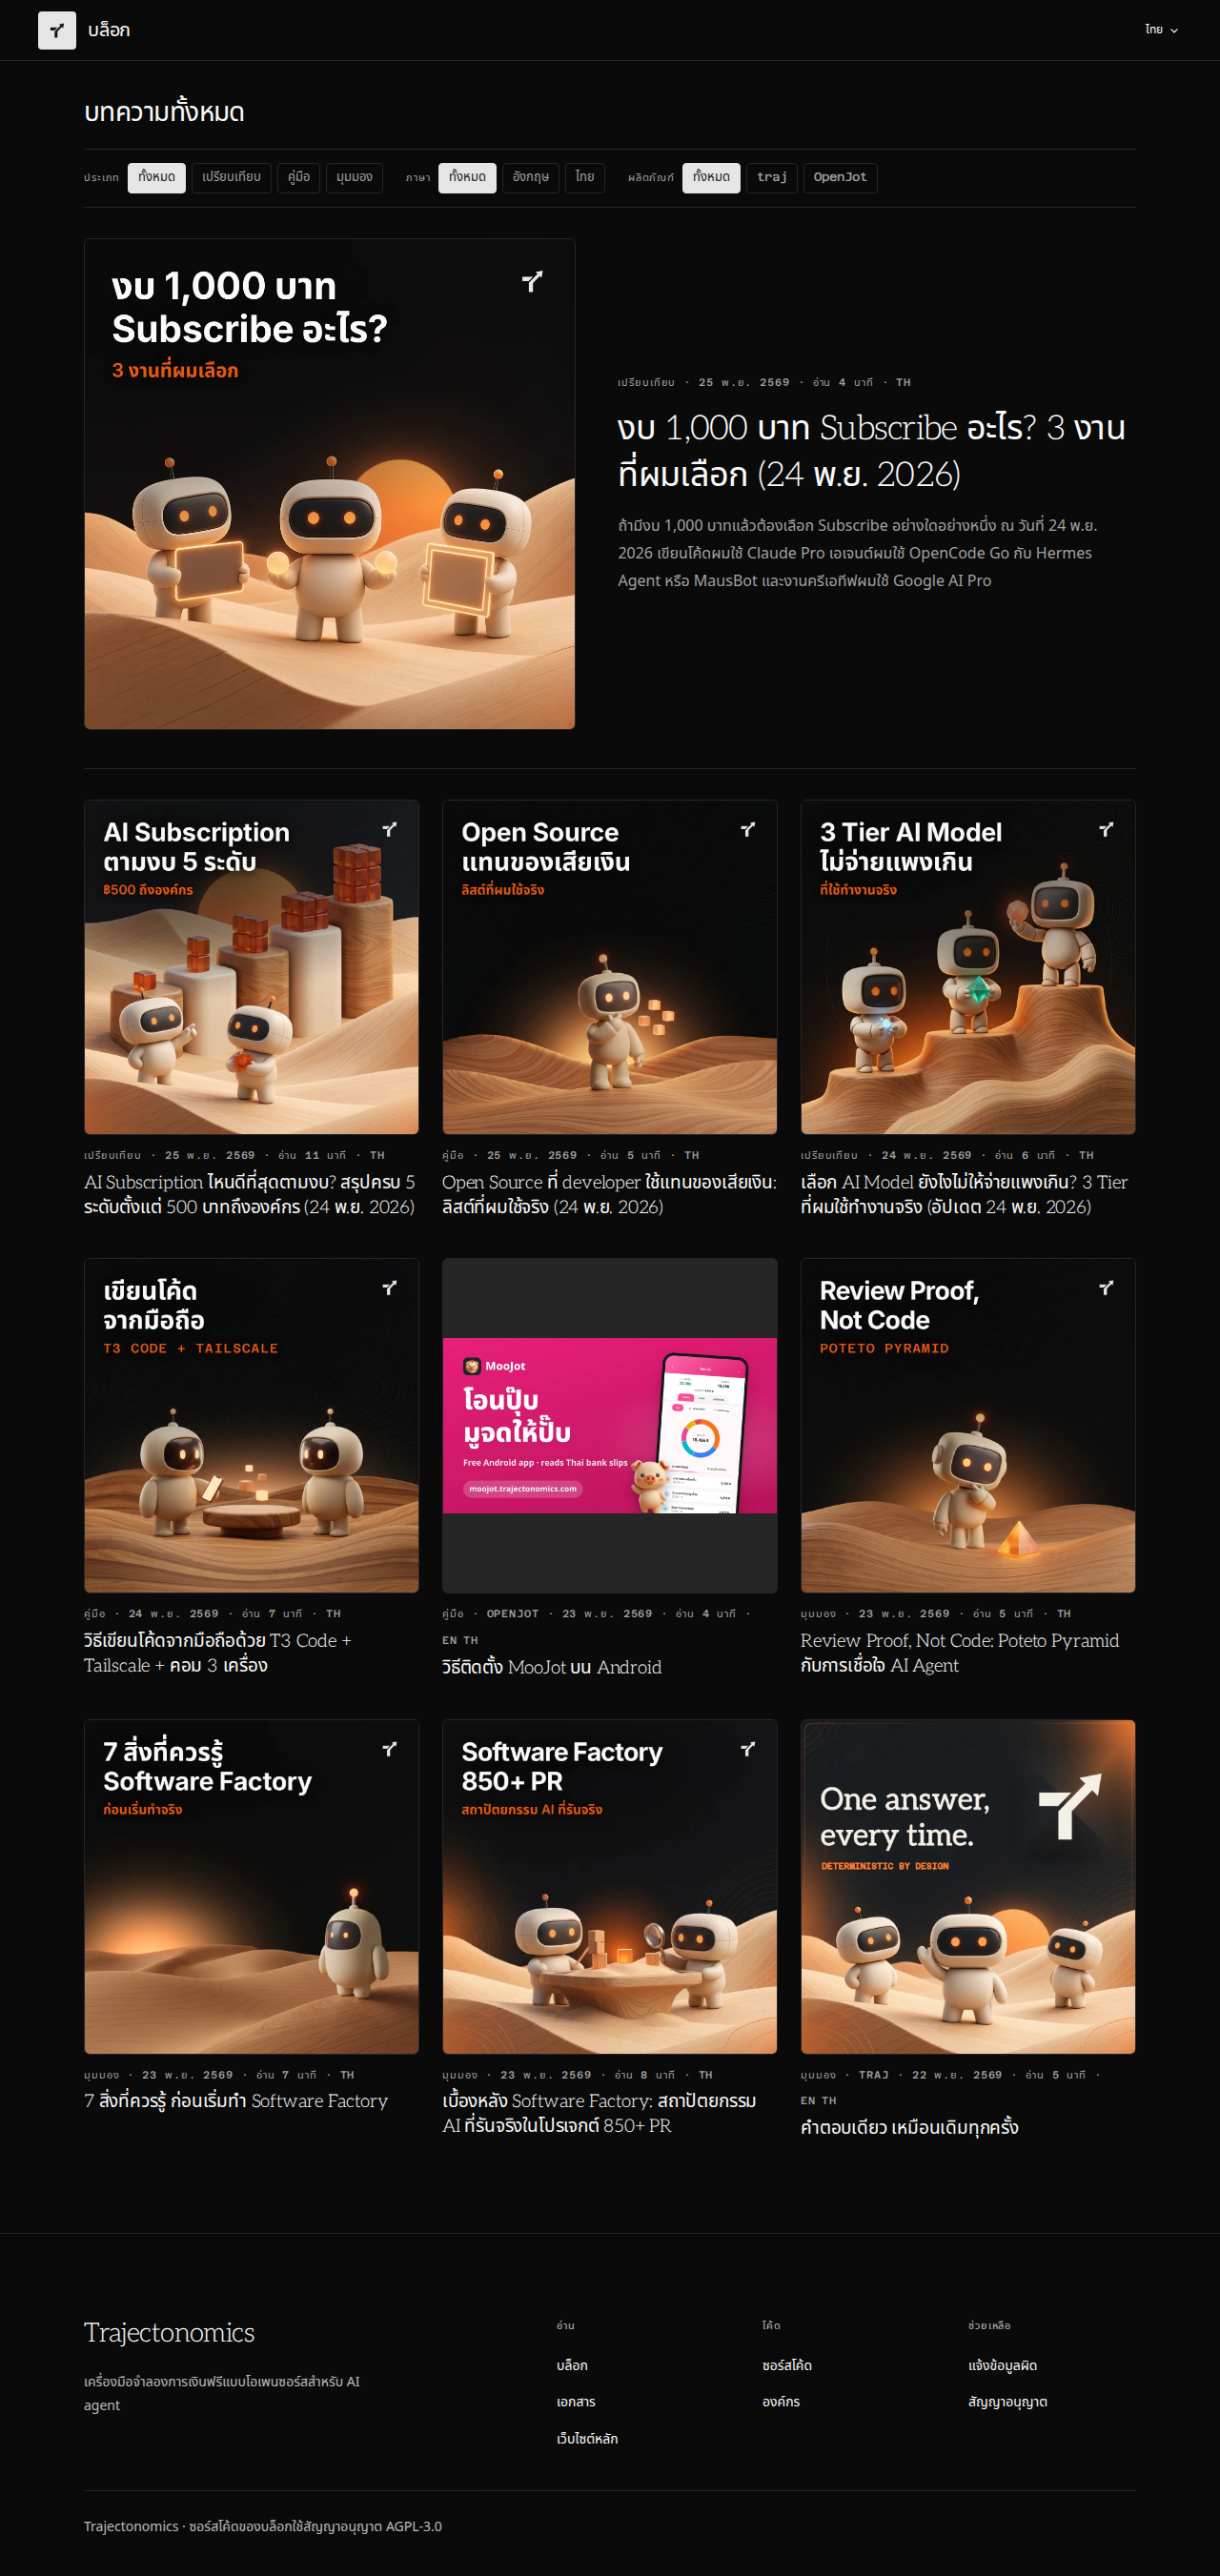 บล็อก
ไทย
บทความทั้งหมด
ประเภท ทั้งหมด เปรียบเทียบ คู่มือ มุมมอง ภาษา ทั้งหมด อังกฤษ ไทย ผลิตภัณฑ์ ทั้งหมด traj OpenJot
งบ 1,000 บาท
Subscribe อะไร?
3 งานที่ผมเลือก
เปรียบเทียบ · 25 พ.ย. 2569 · อ่าน 4 นาที · TH
งบ 1,000 บาท Subscribe อะไร? 3 งาน
ที่ผมเลือก (24 พ.ย. 2026)
ถ้ามีงบ 1,000 บาทแล้วต้องเลือก Subscribe อย่างใดอย่างหนึ่ง ณ วันที่ 24 พ.ย.
2026 เขียนโค้ดผมใช้ Claude Pro เอเจนต์ผมใช้ OpenCode Go กับ Hermes
Agent หรือ MausBot และงานครีเอทีฟผมใช้ Google AI Pro
AI Subscription
ตามงบ 5 ระดับ
฿500 ถึงองค์กร
เปรียบเทียบ · 25 พ.ย. 2569 · อ่าน 11 นาที · TH
AI Subscription ไหนดีที่สุดตามงบ? สรุปครบ 5
ระดับตั้งแต่ 500 บาทถึงองค์กร (24 พ.ย. 2026)
Open Source
แทนของเสียเงิน
ลิสต์ที่ผมใช้จริง
คู่มือ · 25 พ.ย. 2569 · อ่าน 5 นาที · TH
Open Source ที่ developer ใช้แทนของเสียเงิน:
ลิสต์ที่ผมใช้จริง (24 พ.ย. 2026)
3 Tier AI Model
ไม่จ่ายแพงเกิน
ที่ใช้ทำงานจริง
เปรียบเทียบ · 24 พ.ย. 2569 · อ่าน 6 นาที · TH
เลือก AI Model ยังไงไม่ให้จ่ายแพงเกิน? 3 Tier
ที่ผมใช้ทำงานจริง (อัปเดต 24 พ.ย. 2026)
เขียนโค้ด
จากมือถือ
T3 CODE + TAILSCALE
คู่มือ · 24 พ.ย. 2569 · อ่าน 7 นาที · TH
วิธีเขียนโค้ดจากมือถือด้วย T3 Code +
Tailscale + คอม 3 เครื่อง
MooJot
โอนปุ๊บ
มูจดให้ปั๊บ
Free Android app · reads Thai bank slips
moojot.trajectonomics.com
คู่มือ · OPENJOT · 23 พ.ย. 2569 · อ่าน 4 นาที ·
EN TH
วิธีติดตั้ง MooJot บน Android
Review Proof,
Not Code
POTETO PYRAMID
มุมมอง · 23 พ.ย. 2569 · อ่าน 5 นาที · TH
Review Proof, Not Code: Poteto Pyramid
กับการเชื่อใจ AI Agent
7 สิ่งที่ควรรู้
Software Factory
ก่อนเริ่มทำจริง
มุมมอง · 23 พ.ย. 2569 · อ่าน 7 นาที · TH
7 สิ่งที่ควรรู้ ก่อนเริ่มทำ Software Factory
Software Factory
850+ PR
สถาปัตยกรรม AI ที่รันจริง
มุมมอง · 23 พ.ย. 2569 · อ่าน 8 นาที · TH
เบื้องหลัง Software Factory: สถาปัตยกรรม
AI ที่รันจริงในโปรเจกต์ 850+ PR
One answer,
every time.
DETERMINISTIC BY DESIGN
มุมมอง · TRAJ · 22 พ.ย. 2569 · อ่าน 5 นาที ·
EN TH
คำตอบเดียว เหมือนเดิมทุกครั้ง
Trajectonomics
เครื่องมือจำลองการเงินฟรีแบบโอเพนซอร์สสำหรับ AI
agent
อ่าน
บล็อก
เอกสาร
เว็บไซต์หลัก
โค้ด
ซอร์สโค้ด
องค์กร
ช่วยเหลือ
แจ้งข้อมูลผิด
สัญญาอนุญาต
Trajectonomics · ซอร์สโค้ดของบล็อกใช้สัญญาอนุญาต AGPL-3.0